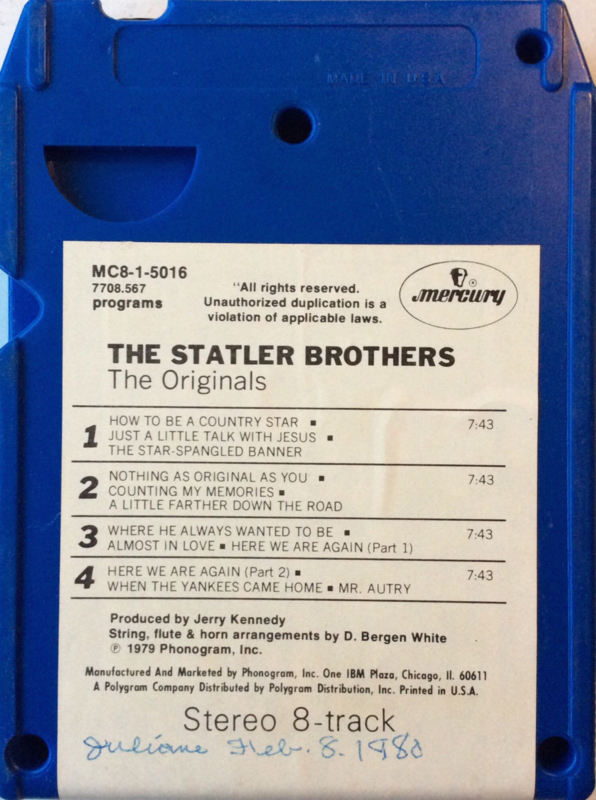 MADE IN U.S.A.
MC8-1-5016
7708.567
programs
"All rights reserved.
Unauthorized duplication is a
violation of applicable laws.
mercury ®
THE STATLER BROTHERS
The Originals
1
HOW TO BE A COUNTRY STAR ■ 7:43
JUST A LITTLE TALK WITH JESUS ■
THE STAR-SPANGLED BANNER
2
NOTHING AS ORIGINAL AS YOU ■ 7:43
COUNTING MY MEMORIES ■
A LITTLE FARTHER DOWN THE ROAD
3
WHERE HE ALWAYS WANTED TO BE ■ 7:43
ALMOST IN LOVE ■ HERE WE ARE AGAIN (Part 1)
4
HERE WE ARE AGAIN (Part 2) ■ 7:43
WHEN THE YANKEES CAME HOME ■ MR. AUTRY
Produced by Jerry Kennedy
String, flute & horn arrangements by D. Bergen White
℗ 1979 Phonogram, Inc.
Manufactured And Marketed by Phonogram, Inc. One IBM Plaza, Chicago, Il. 60611
A Polygram Company Distributed by Polygram Distribution, Inc. Printed in U.S.A.
Stereo 8-track
Juliane Feb. 8. 1980